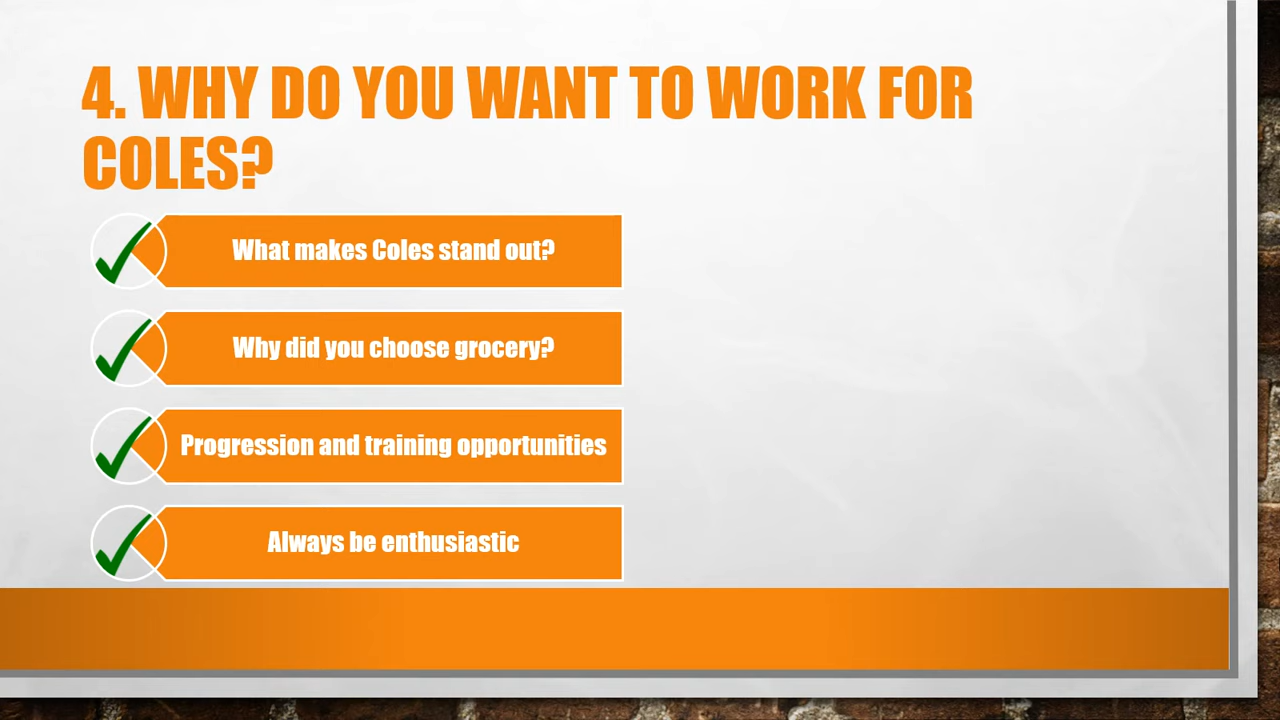 4. WHY DO YOU WANT TO WORK FOR
COLES?
What makes Coles stand out?
Why did you choose grocery?
Progression and training opportunities
Always be enthusiastic